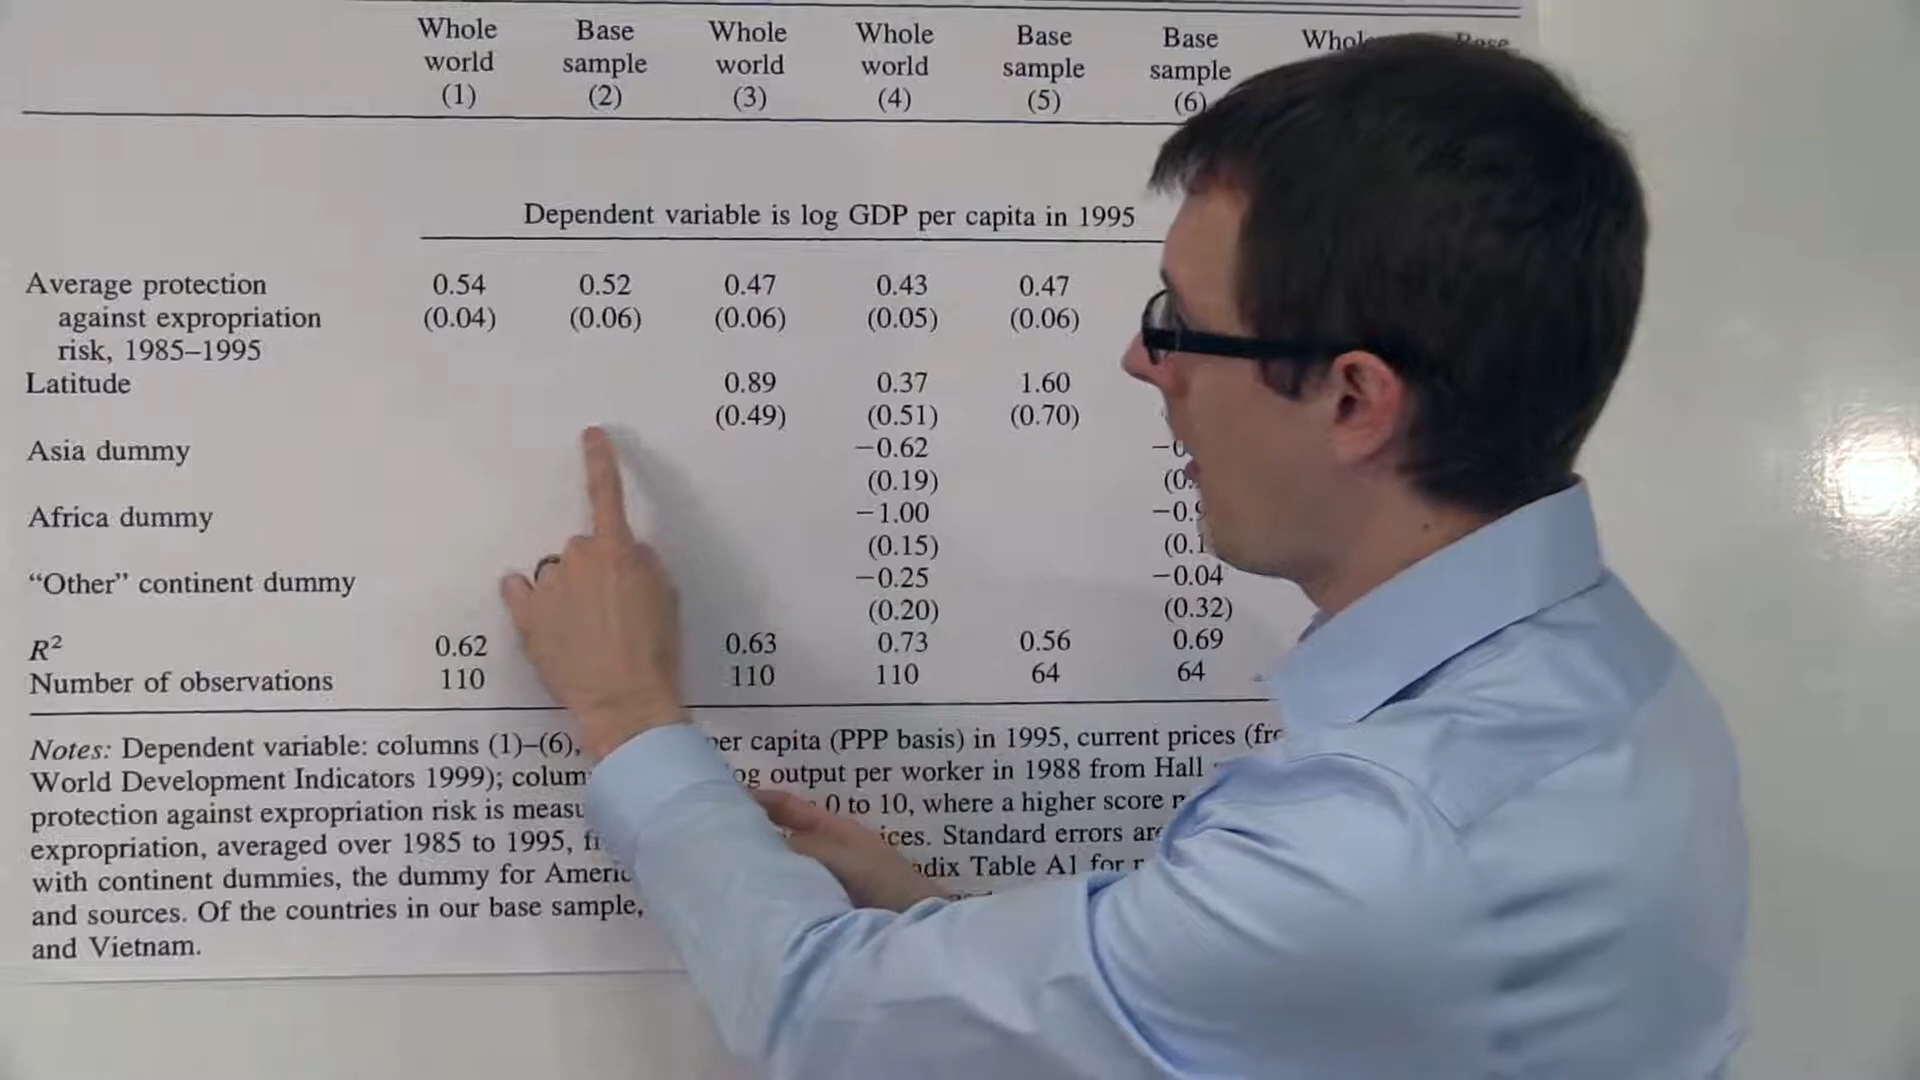 Whole Base Whole Whole Base Base
world sample world world sample sample
(1) (2) (3) (4) (5) (6)
Dependent variable is log GDP per capita in 1995
Average protection 0.54 0.52 0.47 0.43 0.47
against expropriation (0.04) (0.06) (0.06) (0.05) (0.06)
risk, 1985–1995
Latitude 0.89 0.37 1.60
(0.49) (0.51) (0.70)
Asia dummy −0.62
(0.19)
Africa dummy −1.00
(0.15)
“Other” continent dummy −0.25 −0.04
(0.20) (0.32)
R² 0.62 0.63 0.73 0.56 0.69
Number of observations 110 110 110 64 64
Notes: Dependent variable: columns (1)–(6), per capita (PPP basis) in 1995, current prices
World Development Indicators 1999); output per worker in 1988 from Hall
protection against expropriation risk is 0 to 10, where a higher score
expropriation, averaged over 1985 to 1995, Standard errors
with continent dummies, the dummy for Table A1 for
and sources. Of the countries in our base sample,
and Vietnam.